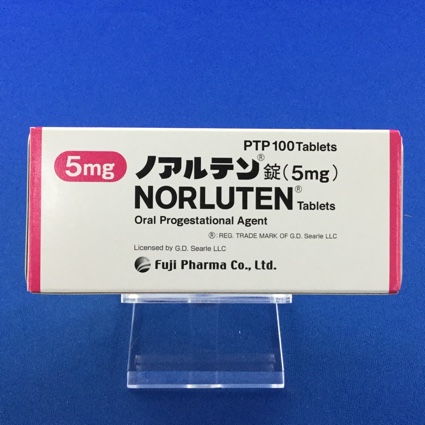 PTP 100 Tablets
5mg ノアルテン® 錠(5mg)
NORLUTEN® Tablets
Oral Progestational Agent
®: REG. TRADE MARK OF G.D. Searle LLC
Licensed by G.D. Searle LLC
Fuji Pharma Co., Ltd.